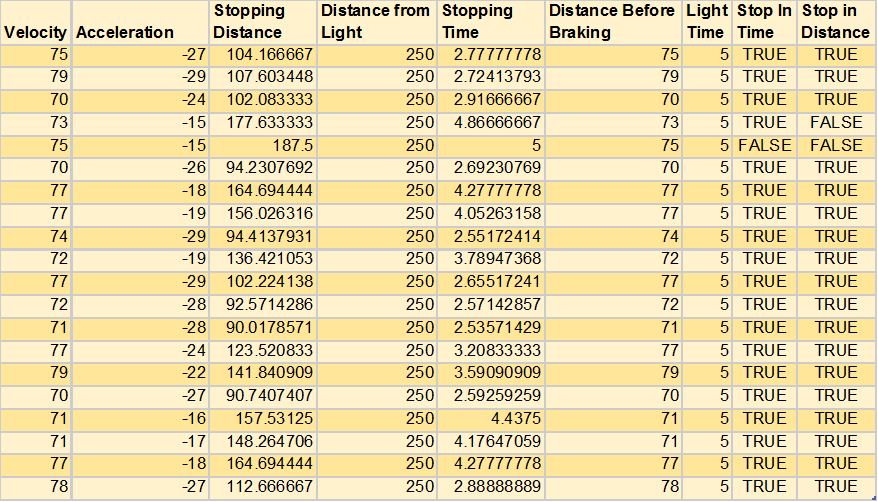 Velocity Acceleration Stopping Distance Distance from Light Stopping Time Distance Before Braking Light Time Stop In Time Stop in Distance
75 -27 104.166667 250 2.77777778 75 5 TRUE TRUE
79 -29 107.603448 250 2.72413793 79 5 TRUE TRUE
70 -24 102.083333 250 2.91666667 70 5 TRUE TRUE
73 -15 177.633333 250 4.86666667 73 5 TRUE FALSE
75 -15 187.5 250 5 75 5 FALSE FALSE
70 -26 94.2307692 250 2.69230769 70 5 TRUE TRUE
77 -18 164.694444 250 4.27777778 77 5 TRUE TRUE
77 -19 156.026316 250 4.05263158 77 5 TRUE TRUE
74 -29 94.4137931 250 2.55172414 74 5 TRUE TRUE
72 -19 136.421053 250 3.78947368 72 5 TRUE TRUE
77 -29 102.224138 250 2.65517241 77 5 TRUE TRUE
72 -28 92.5714286 250 2.57142857 72 5 TRUE TRUE
71 -28 90.0178571 250 2.53571429 71 5 TRUE TRUE
77 -24 123.520833 250 3.20833333 77 5 TRUE TRUE
79 -22 141.840909 250 3.59090909 79 5 TRUE TRUE
70 -27 90.7407407 250 2.59259259 70 5 TRUE TRUE
71 -16 157.53125 250 4.4375 71 5 TRUE TRUE
71 -17 148.264706 250 4.17647059 71 5 TRUE TRUE
77 -18 164.694444 250 4.27777778 77 5 TRUE TRUE
78 -27 112.666667 250 2.88888889 78 5 TRUE TRUE